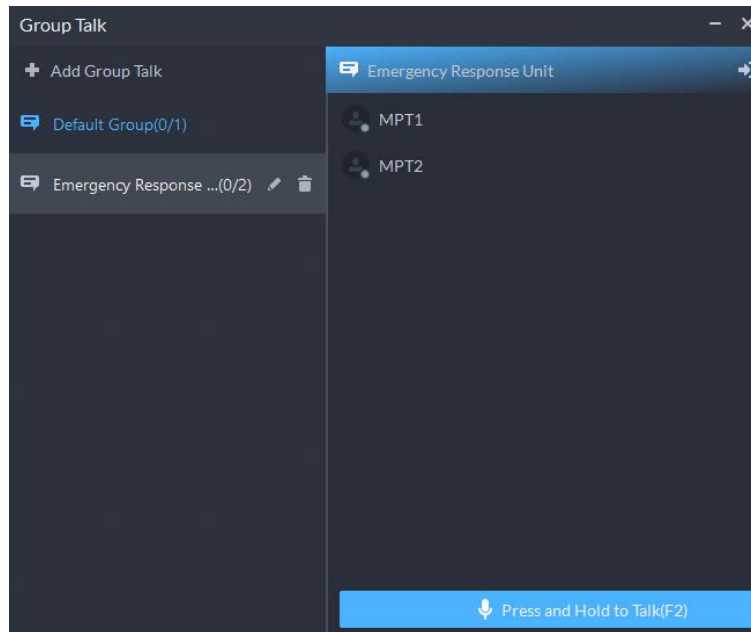 Group Talk
Add Group Talk
Default Group(0/1)
Emergency Response ...(0/2)
Emergency Response Unit
MPT1
MPT2
Press and Hold to Talk(F2)